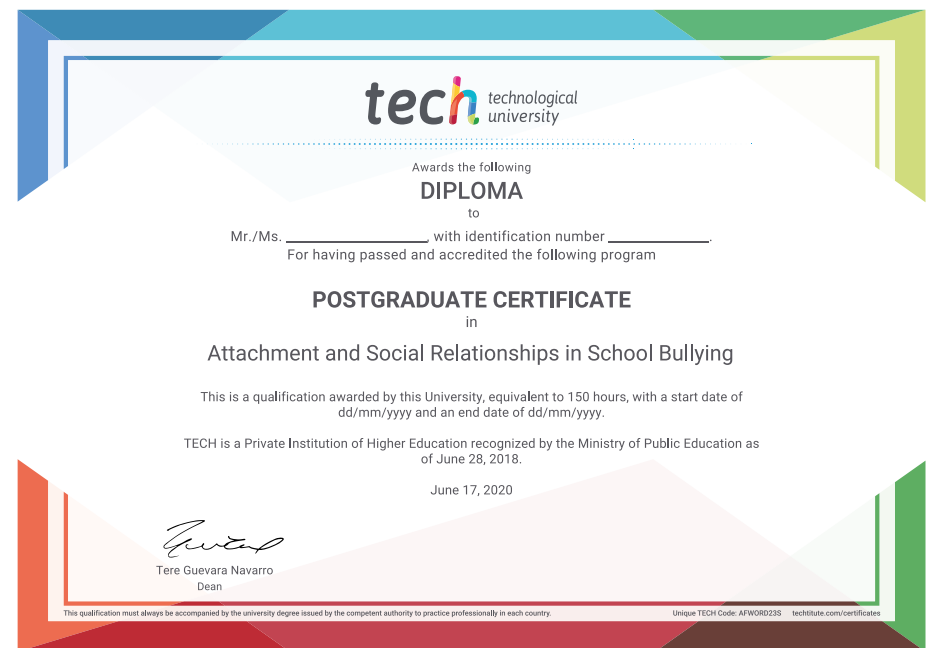 tech technological
university
Awards the following
DIPLOMA
to
Mr./Ms. ____________________, with identification number ______________.
For having passed and accredited the following program
POSTGRADUATE CERTIFICATE
in
Attachment and Social Relationships in School Bullying
This is a qualification awarded by this University, equivalent to 150 hours, with a start date of
dd/mm/yyyy and an end date of dd/mm/yyyy.
TECH is a Private Institution of Higher Education recognized by the Ministry of Public Education as
of June 28, 2018.
June 17, 2020
Tere Guevara Navarro
Dean
This qualification must always be accompanied by the university degree issued by the competent authority to practice professionally in each country. Unique TECH Code: AFWORD23S techtitute.com/certificates